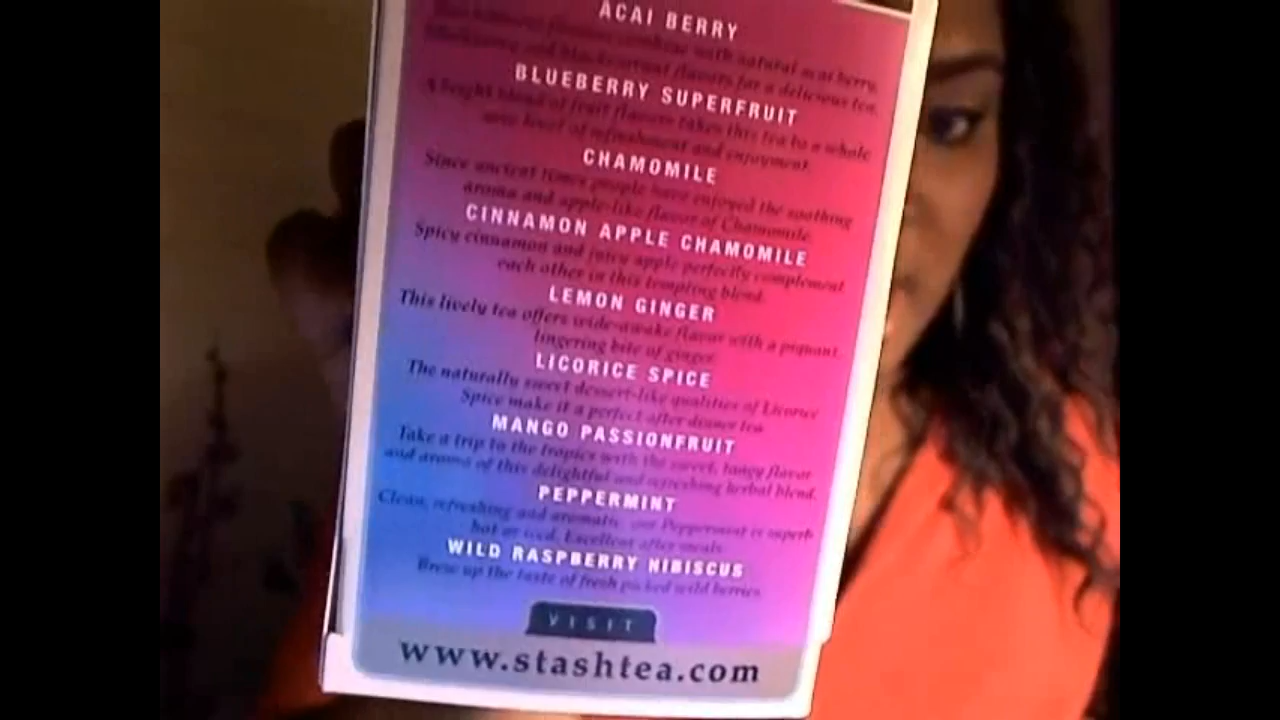 ACAI BERRY
combine with natural acai berry,
and blackcurrant flavors for a delicious tea.
BLUEBERRY SUPERFRUIT
A bright blend of fruit flavors takes this tea to a whole
new level of refreshment and enjoyment.
CHAMOMILE
Since ancient times people have enjoyed the soothing
aroma and apple-like flavor of Chamomile.
CINNAMON APPLE CHAMOMILE
Spicy cinnamon and juicy apple perfectly complement
each other in this tempting blend.
LEMON GINGER
This lively tea offers wide-awake flavor with a piquant,
lingering bite of ginger.
LICORICE SPICE
The naturally sweet dessert-like qualities of Licorice
Spice make it a perfect after dinner tea.
MANGO PASSIONFRUIT
Take a trip to the tropics with the sweet, tangy flavor
and aroma of this delightful and refreshing herbal blend.
PEPPERMINT
Clean, refreshing and aromatic, our Peppermint is superb
hot or iced. Excellent after meals.
WILD RASPBERRY HIBISCUS
Brew up the taste of fresh picked wild berries.
VISIT
www.stashtea.com